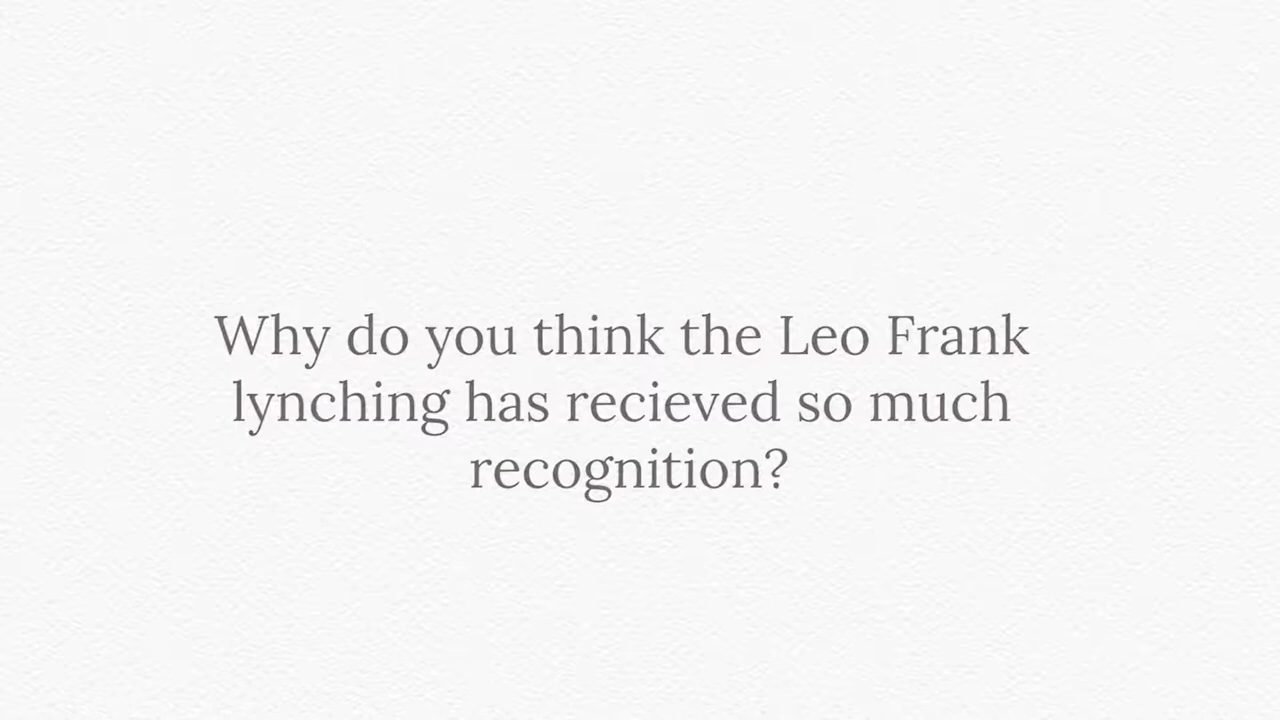 Why do you think the Leo Frank
lynching has recieved so much
recognition?